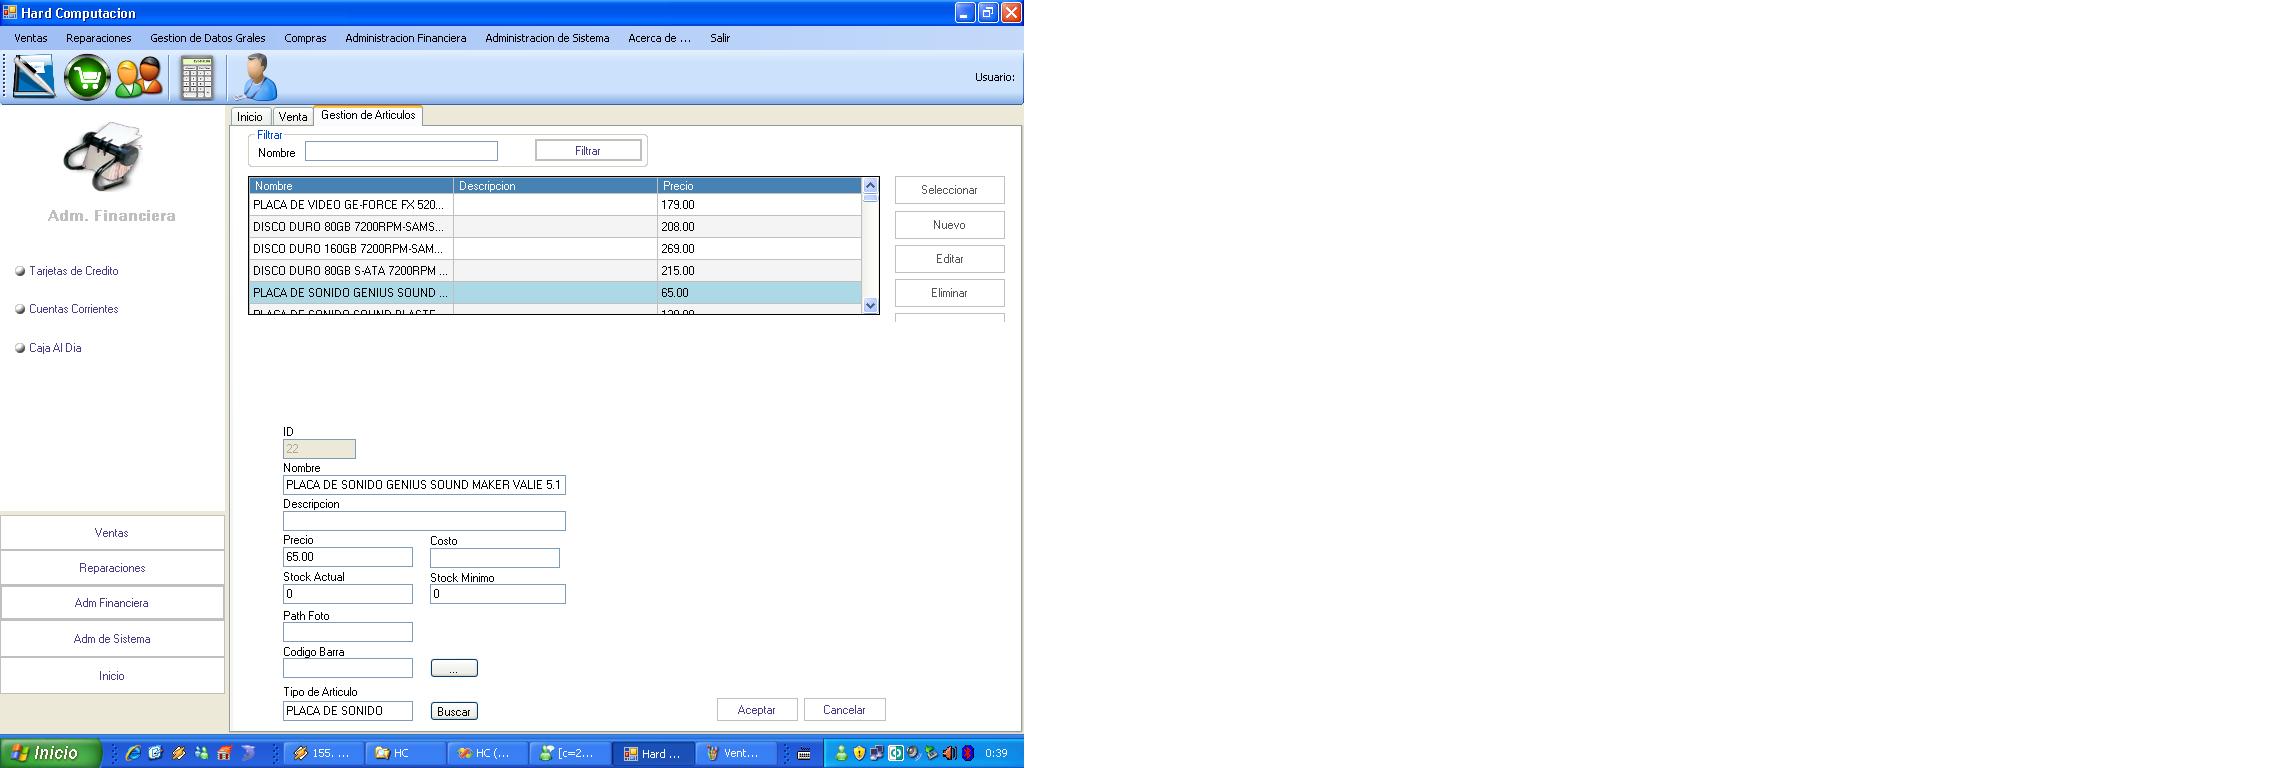 Hard Computacion
Ventas Reparaciones Gestion de Datos Grales Compras Administracion Financiera Administracion de Sistema Acerca de ... Salir
Usuario:
Adm. Financiera
Tarjetas de Credito
Cuentas Corrientes
Caja Al Dia
Ventas
Reparaciones
Adm Financiera
Adm de Sistema
Inicio
Inicio Venta Gestion de Articulos
Filtrar
Nombre Filtrar
Nombre Descripcion Precio
PLACA DE VIDEO GE-FORCE FX 520... 179.00
DISCO DURO 80GB 7200RPM-SAMS... 208.00
DISCO DURO 160GB 7200RPM-SAM... 269.00
DISCO DURO 80GB S-ATA 7200RPM ... 215.00
PLACA DE SONIDO GENIUS SOUND ... 65.00
PLACA DE SONIDO SOUND BLASTE...
Seleccionar
Nuevo
Editar
Eliminar
ID
22
Nombre
PLACA DE SONIDO GENIUS SOUND MAKER VALIE 5.1
Descripcion
Precio Costo
65.00
Stock Actual Stock Minimo
0 0
Path Foto
Codigo Barra
...
Tipo de Articulo
PLACA DE SONIDO Buscar
Aceptar Cancelar
Inicio 155. ... HC HC (... [c=2... Hard ... Vent... 0:39